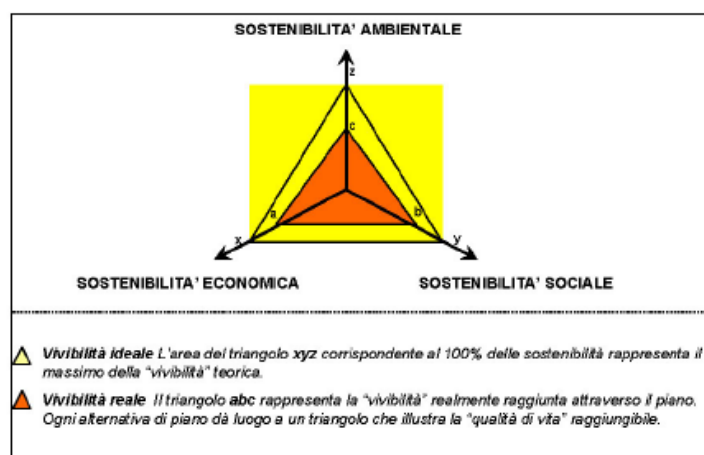 SOSTENIBILITA' AMBIENTALE
z
c
a
b
x
y
SOSTENIBILITA' ECONOMICA
SOSTENIBILITA' SOCIALE
Vivibilità ideale L'area del triangolo xyz corrispondente al 100% delle sostenibilità rappresenta il
massimo della "vivibilità" teorica.
Vivibilità reale Il triangolo abc rappresenta la "vivibilità" realmente raggiunta attraverso il piano.
Ogni alternativa di piano dà luogo a un triangolo che illustra la "qualità di vita" raggiungibile.